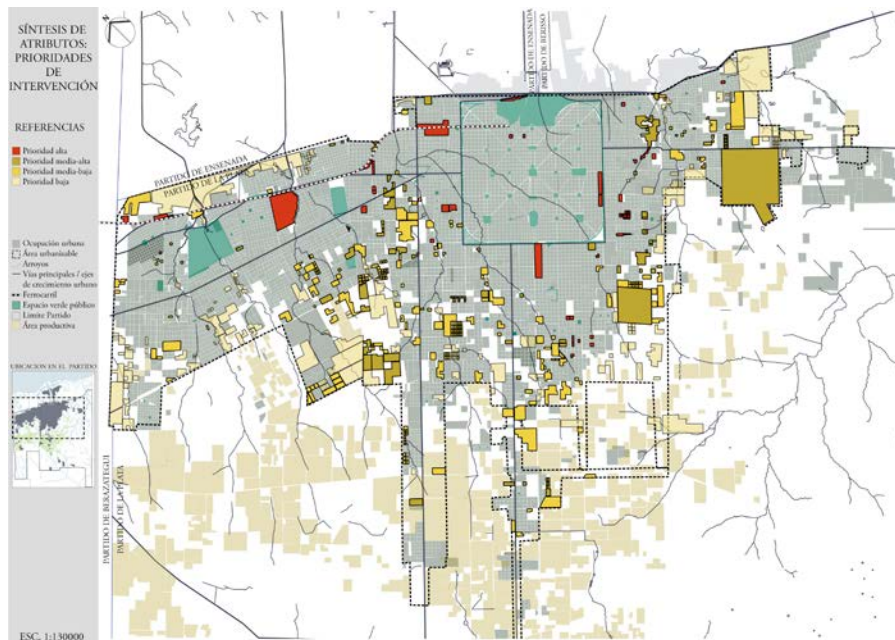 SÍNTESIS DE
ATRIBUTOS:
PRIORIDADES
DE
INTERVENCIÓN
REFERENCIAS
Prioridad alta
Prioridad media-alta
Prioridad media-baja
Prioridad baja
Ocupación urbana
Área urbanizable
Arroyos
Vías principales / ejes
de crecimiento urbano
Ferrocarril
Espacio verde público
Limite Partido
Área productiva
UBICACION EN EL PARTIDO
ESC. 1:130000
PARTIDO DE ENSENADA
PARTIDO DE BERISSO
PARTIDO DE ENSENADA
PARTIDO DE LA PLATA
PARTIDO DE BERAZATEGUI
PARTIDO DE LA PLATA